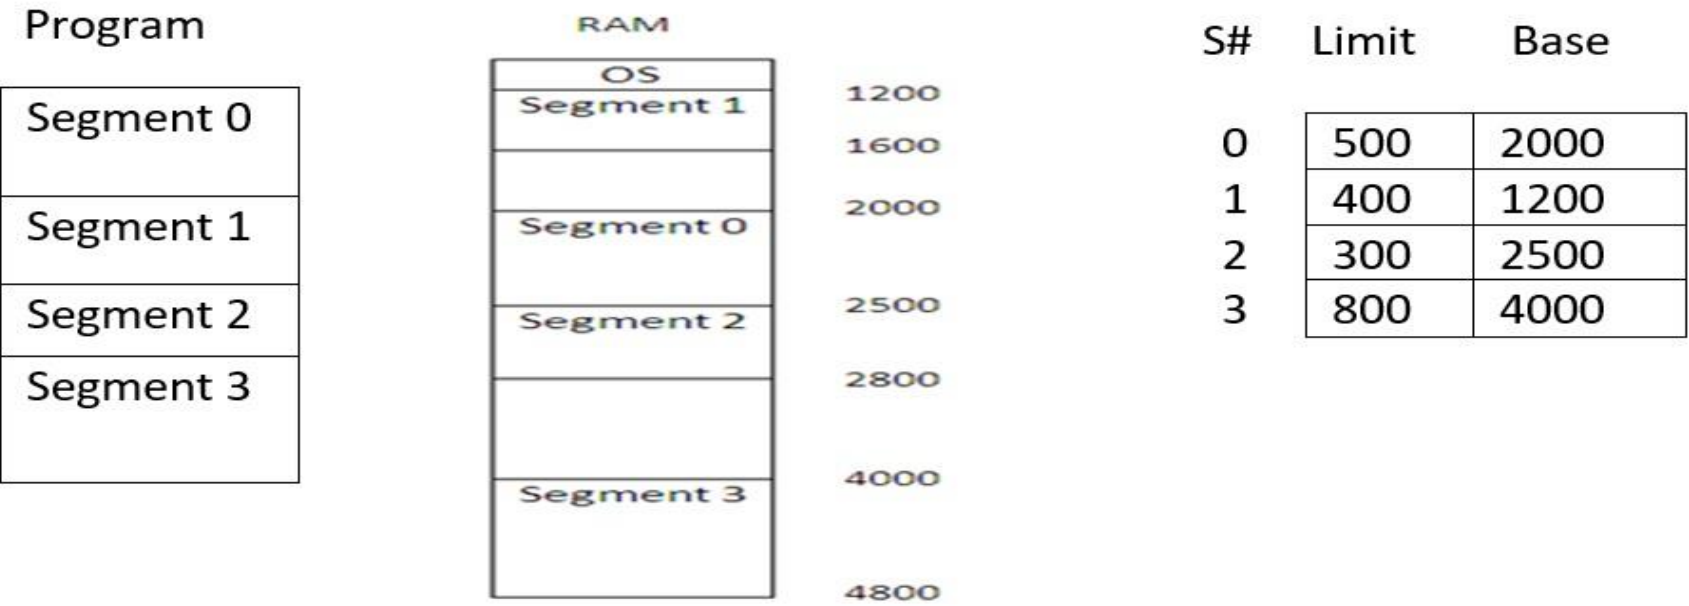 Program
Segment 0
Segment 1
Segment 2
Segment 3
RAM
OS
Segment 1
1200
1600
2000
Segment 0
2500
Segment 2
2800
4000
Segment 3
4800
S# Limit Base
0 500 2000
1 400 1200
2 300 2500
3 800 4000